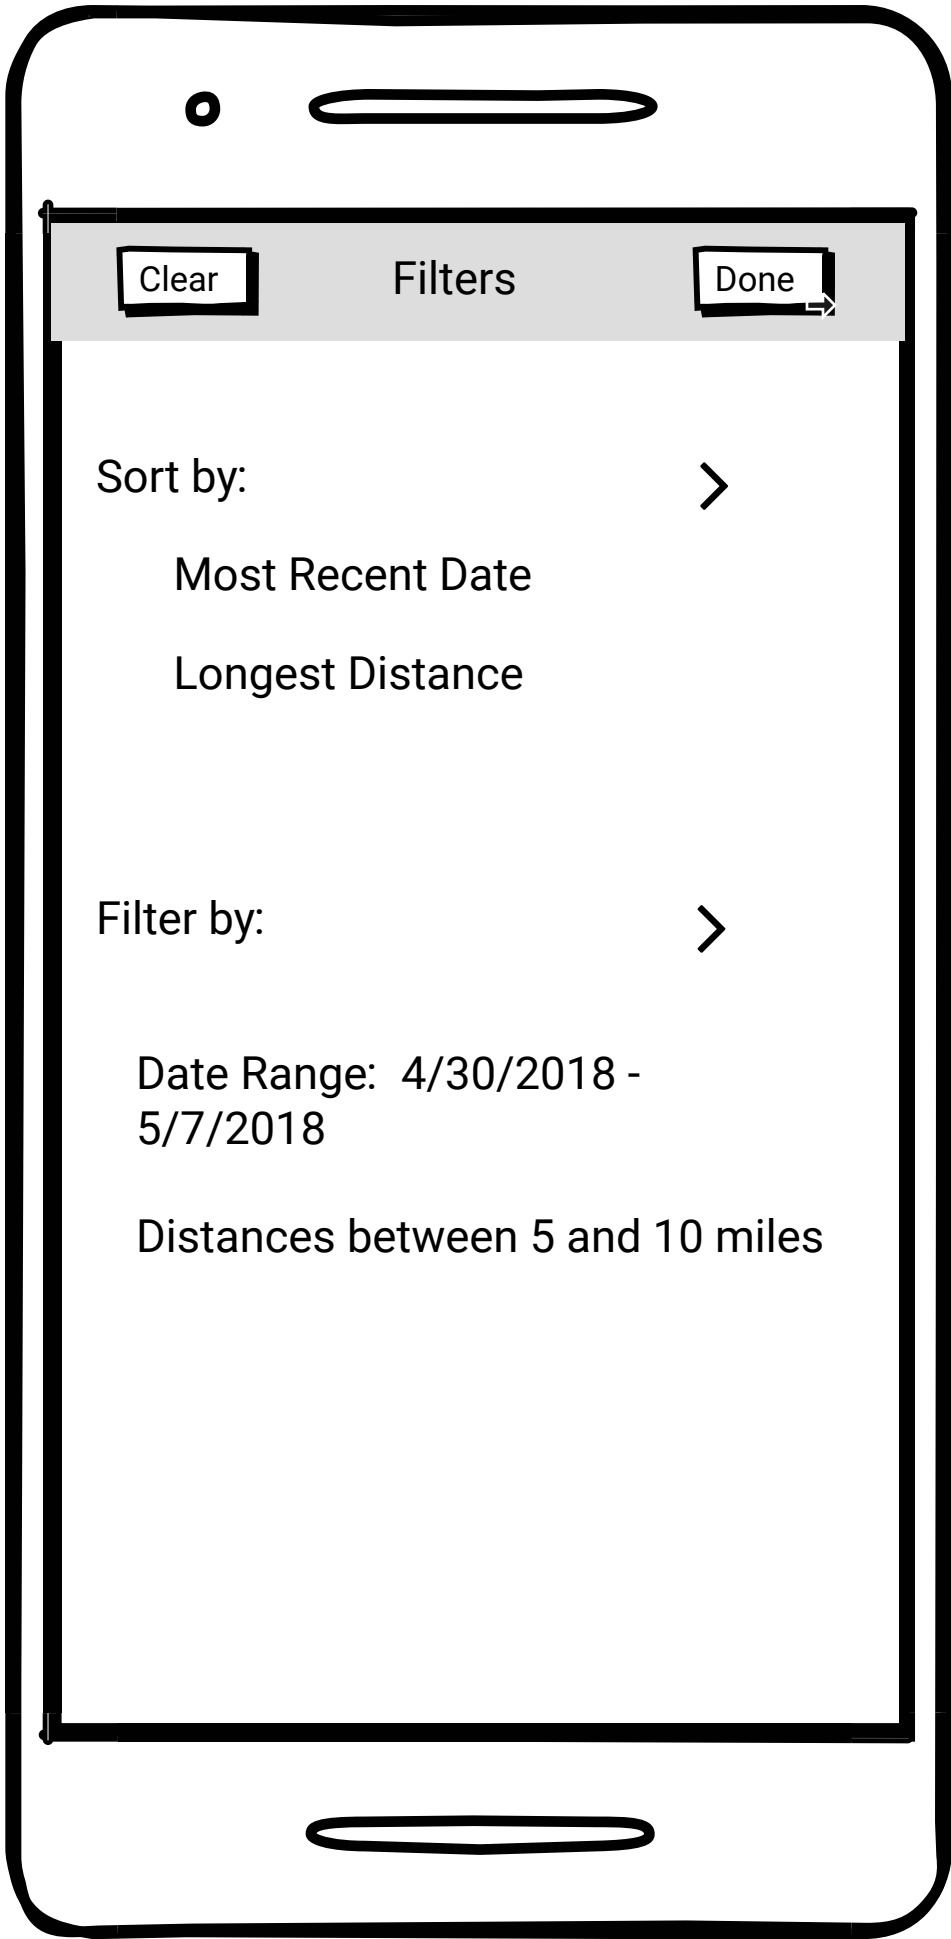 Clear Filters Done
Sort by:
Most Recent Date
Longest Distance
Filter by:
Date Range:  4/30/2018 -
5/7/2018
Distances between 5 and 10 miles